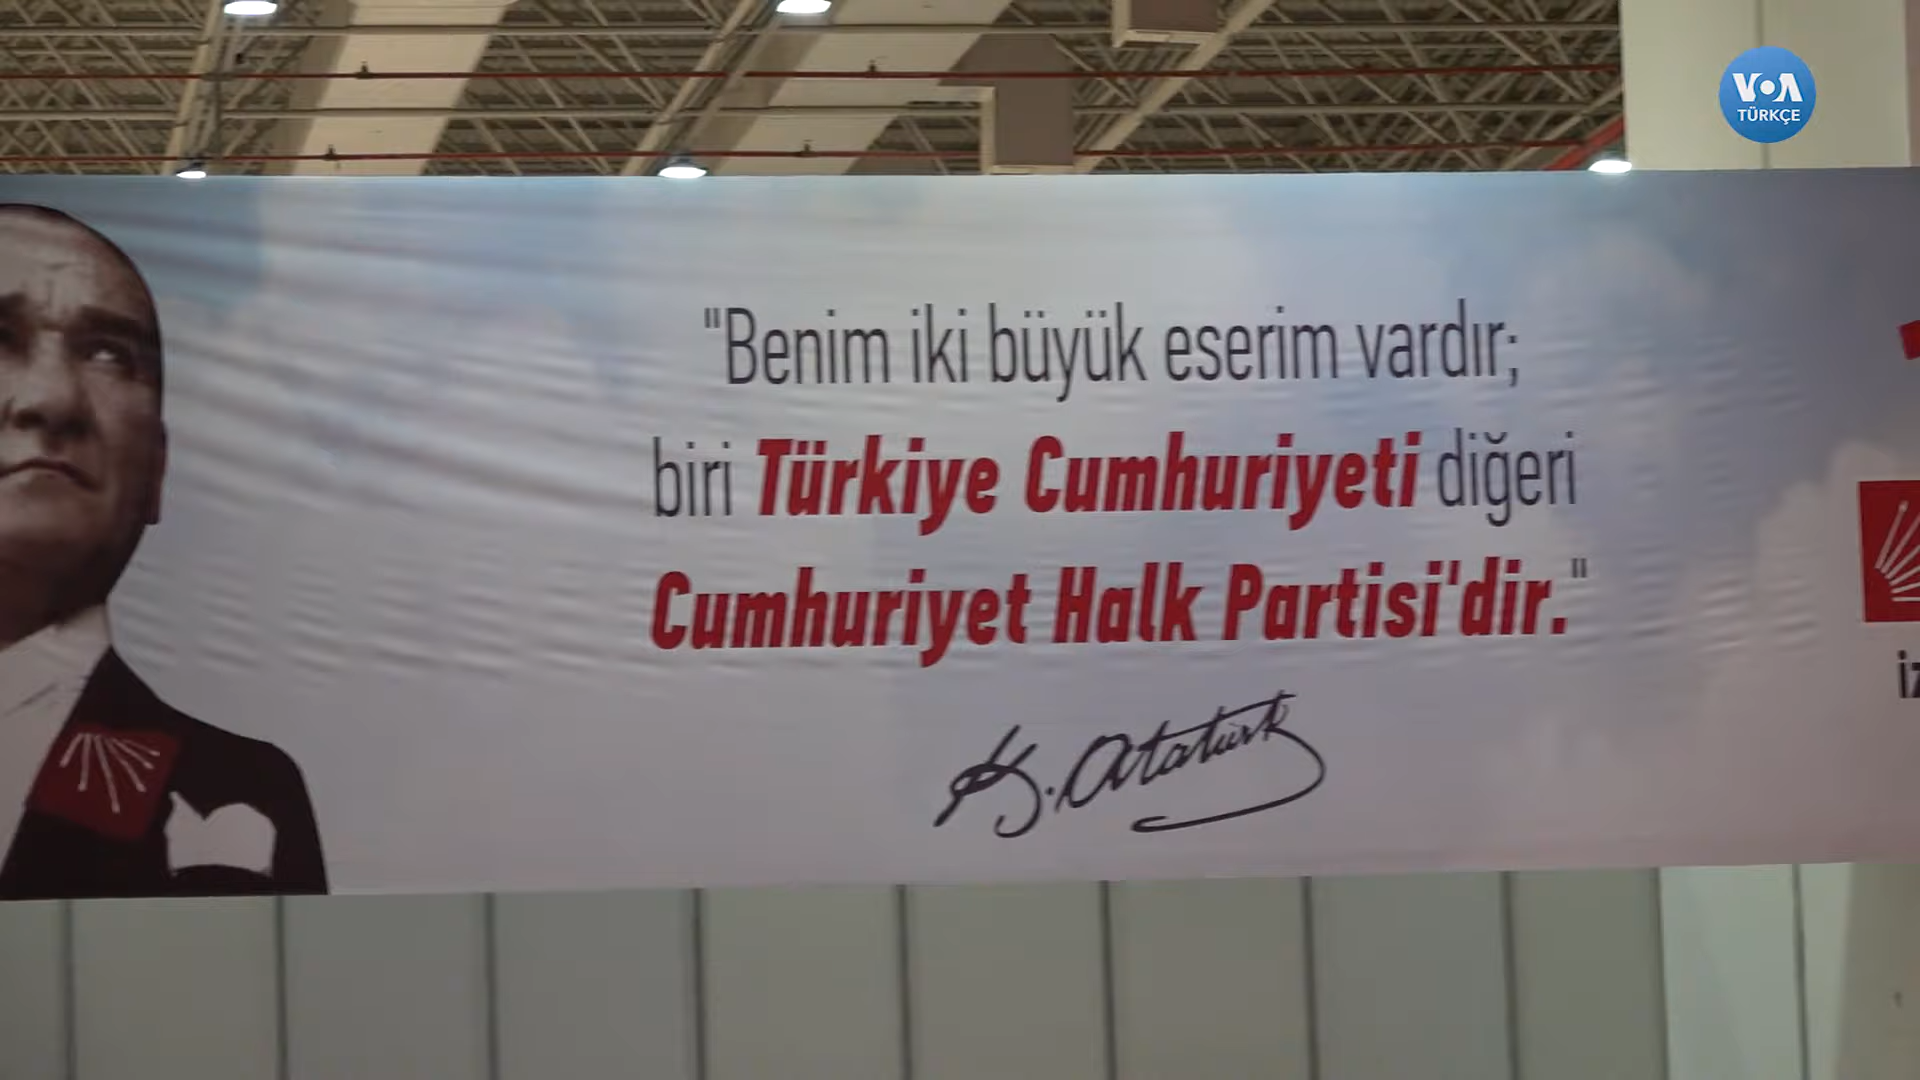 VOA
TÜRKÇE
"Benim iki büyük eserim vardır;
biri Türkiye Cumhuriyeti diğeri
Cumhuriyet Halk Partisi'dir."
K. Atatürk